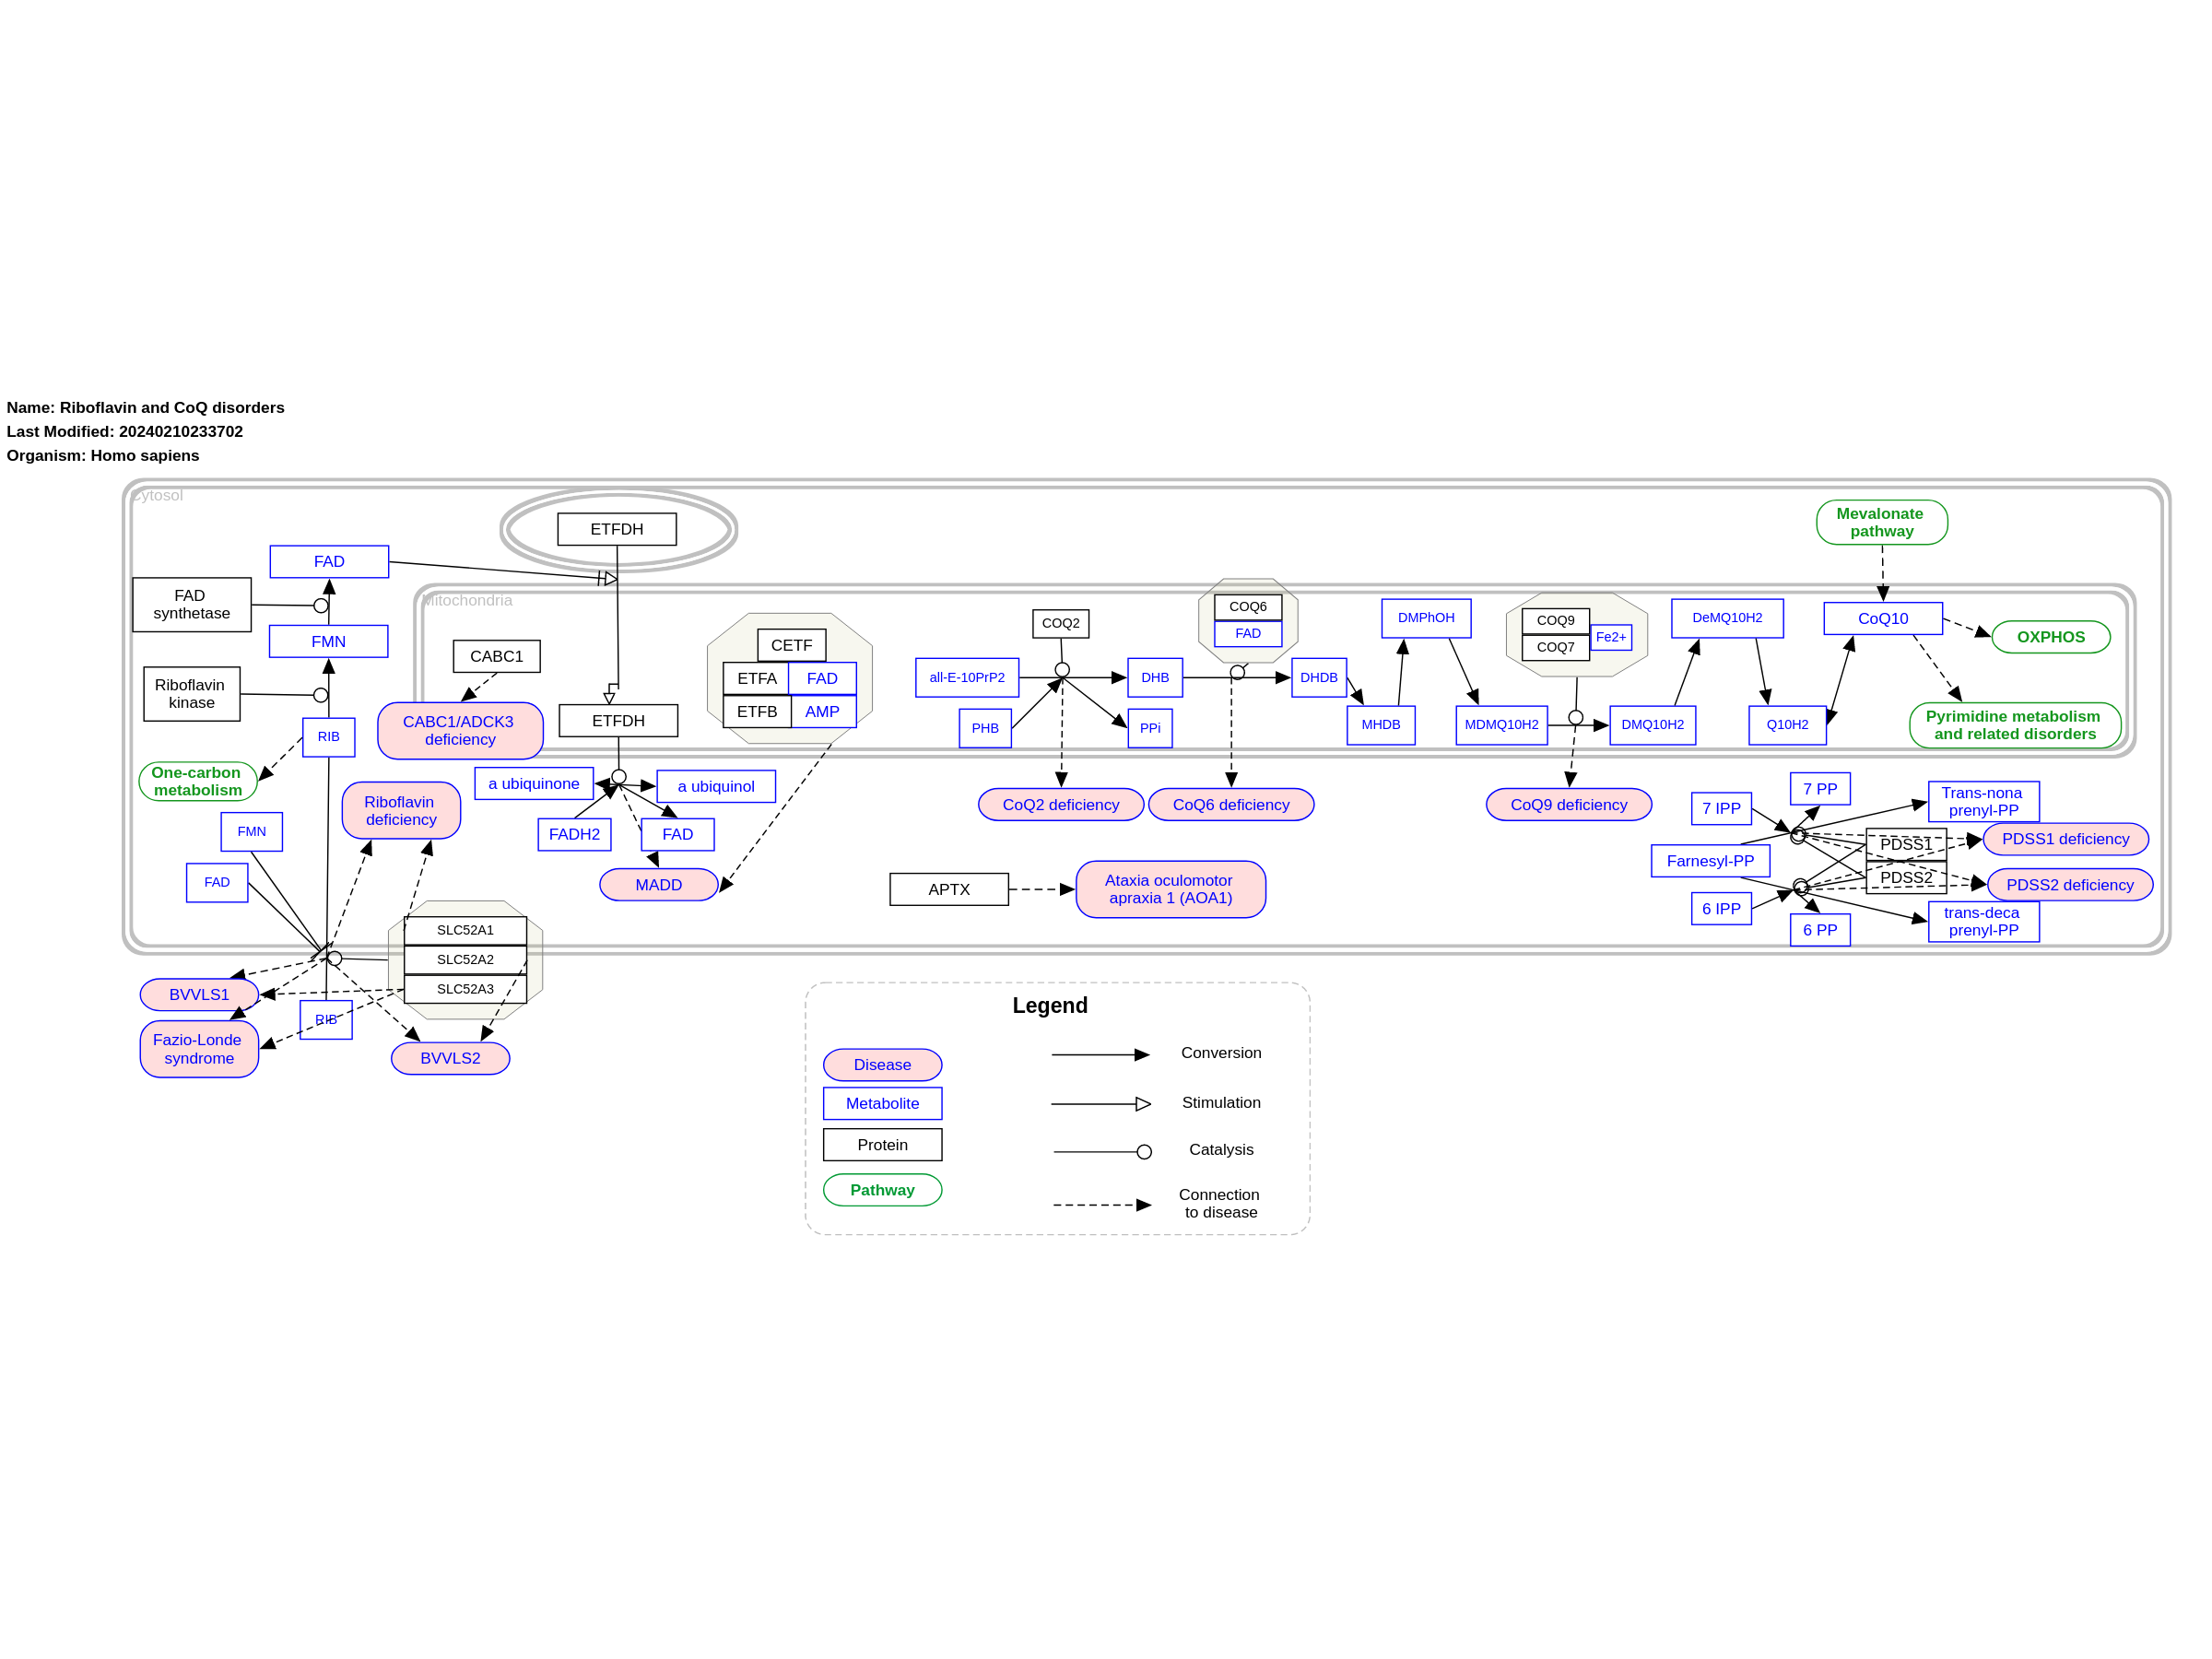 Name: Riboflavin and CoQ disorders
Last Modified: 20240210233702
Organism: Homo sapiens
Cytosol
ETFDH
Mevalonate
pathway
FAD
FAD
synthetase
Mitochondria
COQ6
FAD
COQ2
DMPhOH
COQ9
COQ7
Fe2+
DeMQ10H2
CoQ10
OXPHOS
FMN
CABC1
CETF
ETFA
FAD
ETFB
AMP
all-E-10PrP2
DHB
DHDB
Riboflavin
kinase
RIB
CABC1/ADCK3
deficiency
ETFDH
PHB
PPi
MHDB
MDMQ10H2
DMQ10H2
Q10H2
Pyrimidine metabolism
and related disorders
One-carbon
metabolism
a ubiquinone
a ubiquinol
Riboflavin
deficiency
CoQ2 deficiency
CoQ6 deficiency
CoQ9 deficiency
7 IPP
7 PP
Trans-nona
prenyl-PP
FMN
FADH2
FAD
PDSS1
PDSS1 deficiency
Farnesyl-PP
PDSS2
PDSS2 deficiency
FAD
MADD
APTX
Ataxia oculomotor
apraxia 1 (AOA1)
6 IPP
6 PP
trans-deca
prenyl-PP
SLC52A1
SLC52A2
SLC52A3
BVVLS1
RIB
Fazio-Londe
syndrome
BVVLS2
Legend
Disease
Conversion
Metabolite
Stimulation
Protein
Catalysis
Pathway
Connection
to disease